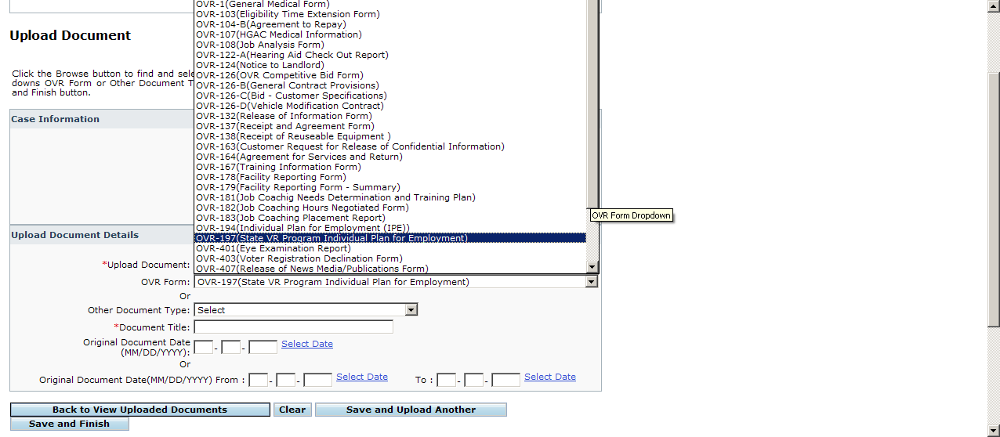 OVR-1(General Medical Form)
OVR-103(Eligibility Time Extension Form)
OVR-104-B(Agreement to Repay)
OVR-107(HGAC Medical Information)
OVR-108(Job Analysis Form)
OVR-122-A(Hearing Aid Check Out Report)
OVR-124(Notice to Landlord)
OVR-126(OVR Competitive Bid Form)
OVR-126-B(General Contract Provisions)
OVR-126-C(Bid - Customer Specifications)
OVR-126-D(Vehicle Modification Contract)
OVR-132(Release of Information Form)
OVR-137(Receipt and Agreement Form)
OVR-138(Receipt of Reuseable Equipment )
OVR-163(Customer Request for Release of Confidential Information)
OVR-164(Agreement for Services and Return)
OVR-167(Training Information Form)
OVR-178(Facility Reporting Form)
OVR-179(Facility Reporting Form - Summary)
OVR-181(Job Coachig Needs Determination and Training Plan)
OVR-182(Job Coaching Hours Negotiated Form)
OVR-183(Job Coaching Placement Report)
OVR-194(Individual Plan for Employment (IPE))
OVR-197(State VR Program Individual Plan for Employment)
OVR-401(Eye Examination Report)
OVR-403(Voter Registration Declination Form)
OVR-407(Release of News Media/Publications Form)
OVR Form Dropdown
Upload Document
Click the Browse button to find and
downs OVR Form or Other Document
and Finish button.
Case Information
Upload Document Details
*Upload Document:
OVR Form: OVR-197(State VR Program Individual Plan for Employment)
Or
Other Document Type: Select
*Document Title:
Original Document Date
(MM/DD/YYYY): - - Select Date
Or
Original Document Date(MM/DD/YYYY) From : - - Select Date To : - - Select Date
Back to View Uploaded Documents Clear Save and Upload Another
Save and Finish